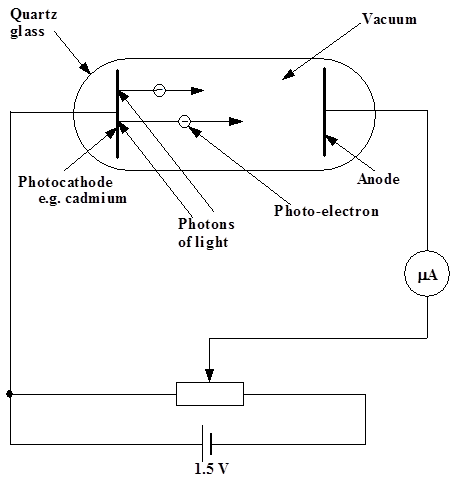 Quartz
glass
Vacuum
Photocathode
e.g. cadmium
Photons
of light
Photo-electron
Anode
μA
1.5 V